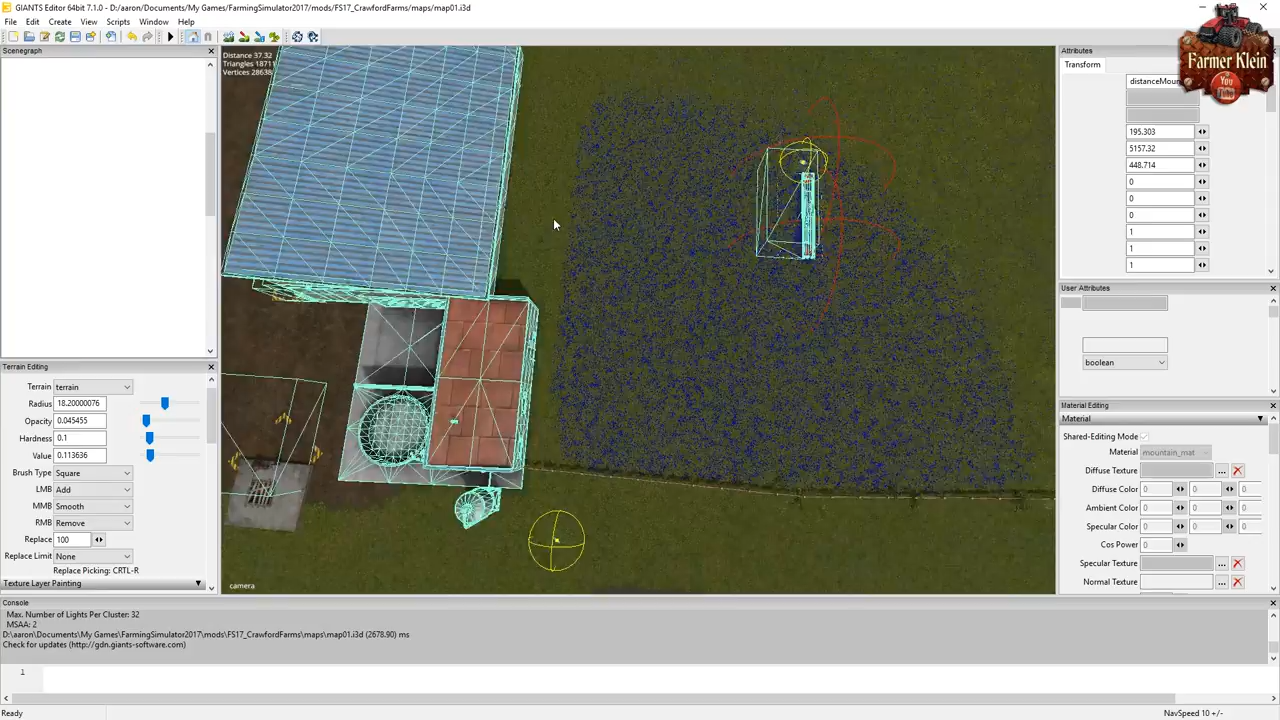 GIANTS Editor 64bit 7.1.0 - D:/aaron/Documents/My Games/FarmingSimulator2017/mods/FS17_CrawfordFarms/maps/map01.i3d
File Edit Create View Scripts Window Help
Scenegraph
Distance 37.32
Triangles 18711
Vertices 28638
camera
Attributes
Transform
distanceMoun
195.303
5157.32
448.714
0
0
0
1
1
1
Farmer Klein
You Tube
User Attributes
boolean
Terrain Editing
Terrain terrain
Radius 18.20000076
Opacity 0.045455
Hardness 0.1
Value 0.113636
Brush Type Square
LMB Add
MMB Smooth
RMB Remove
Replace 100
Replace Limit None
Replace Picking: CRTL-R
Texture Layer Painting
Material Editing
Material
Shared-Editing Mode
Material mountain_mat
Diffuse Texture ...
Diffuse Color 0 0 0
Ambient Color 0 0 0
Specular Color 0 0 0
Cos Power 0
Specular Texture ...
Normal Texture ...
Console
Max. Number of Lights Per Cluster: 32
MSAA: 2
D:/aaron/Documents/My Games/FarmingSimulator2017/mods/FS17_CrawfordFarms/maps/map01.i3d (2678.90) ms
Check for updates (http://gdn.giants-software.com)
1
Ready
NavSpeed 10 +/-